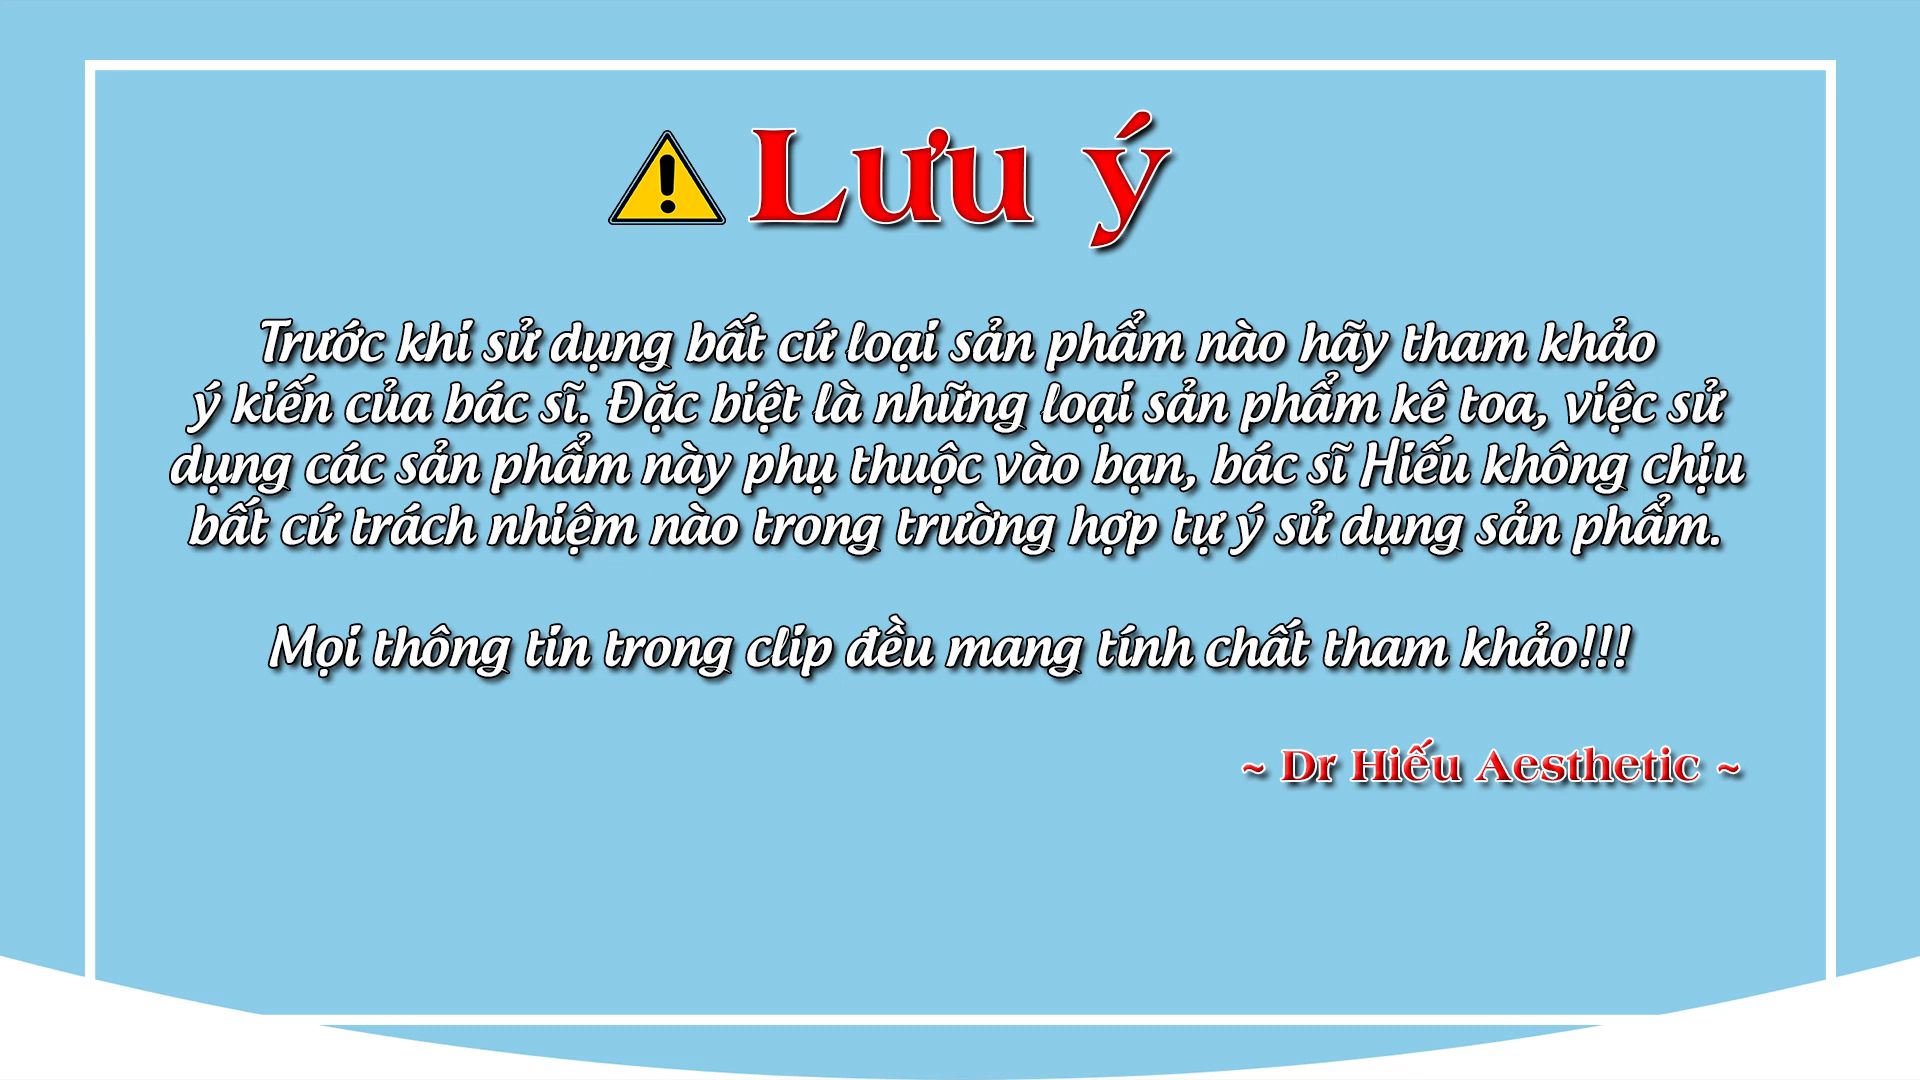 Lưu ý
Trước khi sử dụng bất cứ loại sản phẩm nào hãy tham khảo
ý kiến của bác sĩ. Đặc biệt là những loại sản phẩm kê toa, việc sử
dụng các sản phẩm này phụ thuộc vào bạn, bác sĩ Hiếu không chịu
bất cứ trách nhiệm nào trong trường hợp tự ý sử dụng sản phẩm.
Mọi thông tin trong clip đều mang tính chất tham khảo!!!
~ Dr Hiếu Aesthetic ~